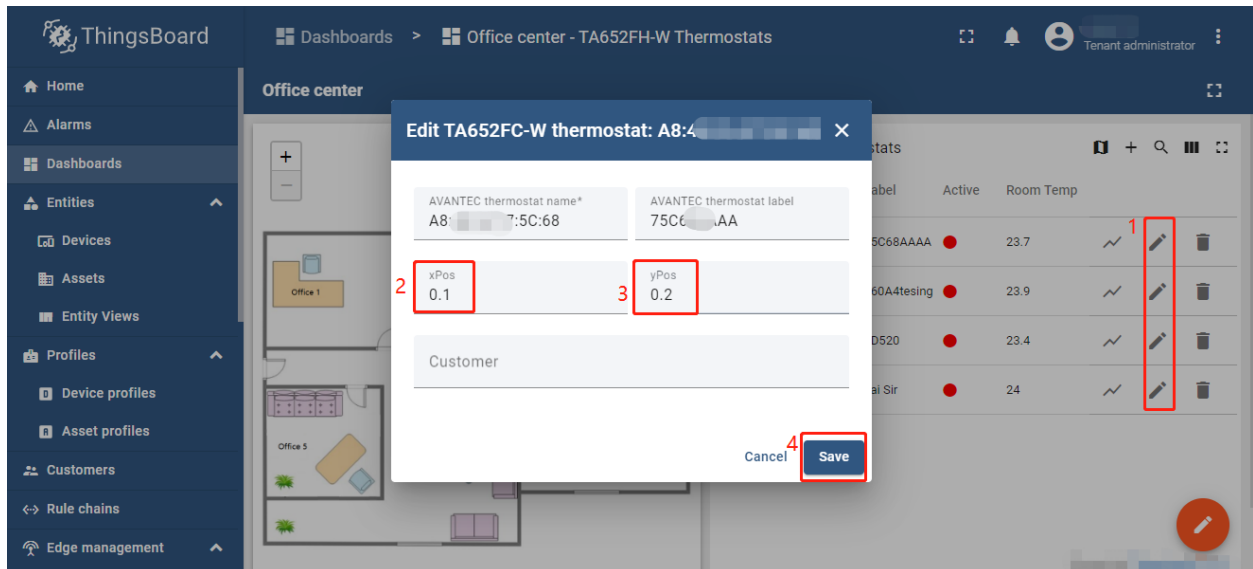 ThingsBoard
Dashboards > Office center - TA652FH-W Thermostats
Tenant administrator
Home
Office center
Alarms
Edit TA652FC-W thermostat: A8:4
Dashboards
Entities
Devices
Assets
Entity Views
Profiles
Device profiles
Asset profiles
Customers
Rule chains
Edge management
+
−
Office 1
Office 5
AVANTEC thermostat name*
A8: 7:5C:68
AVANTEC thermostat label
75C6 AA
2
xPos
0.1
3
yPos
0.2
Customer
Cancel
4
Save
stats
abel Active Room Temp
1
5C68AAAA 23.7
60A4tesing 23.9
D520 23.4
ai Sir 24